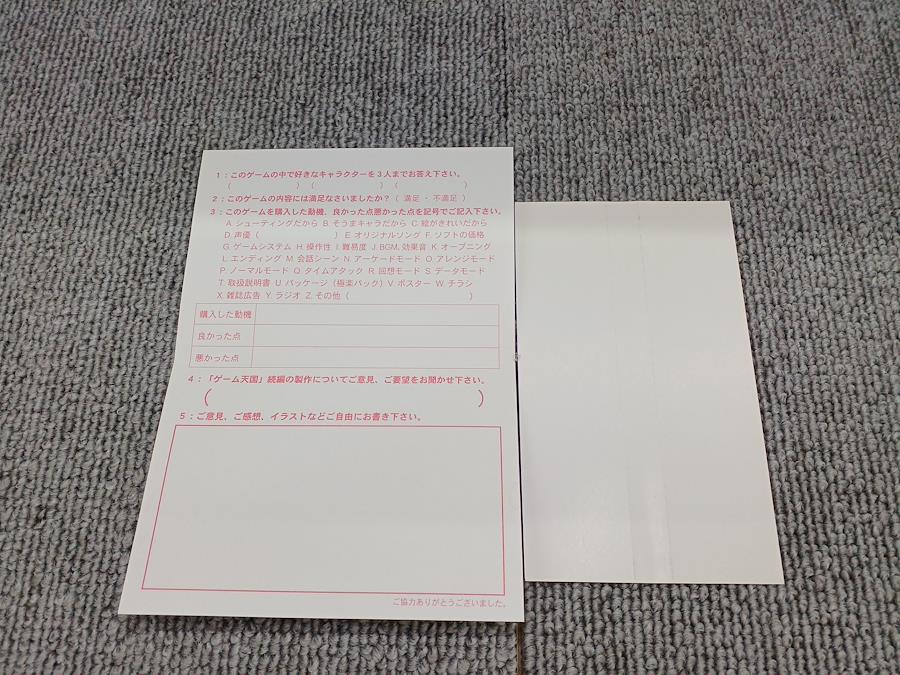 1：このゲームの中で好きなキャラクターを3人までお答え下さい。
（　　　　　　　）（　　　　　　　）（　　　　　　　）
2：このゲームの内容には満足なさいましたか？（ 満足 ・ 不満足 ）
3：このゲームを購入した動機、良かった点悪かった点を記号でご記入下さい。
A. シューティングだから B. そうまキャラだから C. 絵がきれいだから
D. 声優（　　　　　　　　）E. オリジナルソング F. ソフトの価格
G. ゲームシステム H. 操作性 I. 難易度 J. BGM、効果音 K. オープニング
L. エンディング M. 会話シーン N. アーケードモード O. アレンジモード
P. ノーマルモード Q. タイムアタック R. 回想モード S. データモード
T. 取扱説明書 U. パッケージ（極楽パック）V. ポスター W. チラシ
X. 雑誌広告 Y. ラジオ Z. その他（　　　　　　　　　　　　）
購入した動機
良かった点
悪かった点
4：「ゲーム天国」続編の製作についてご意見、ご要望をお聞かせ下さい。
（　　　　　　　　　　　　　　　　　　　　）
5：ご意見、ご感想、イラストなどご自由にお書き下さい。
ご協力ありがとうございました。